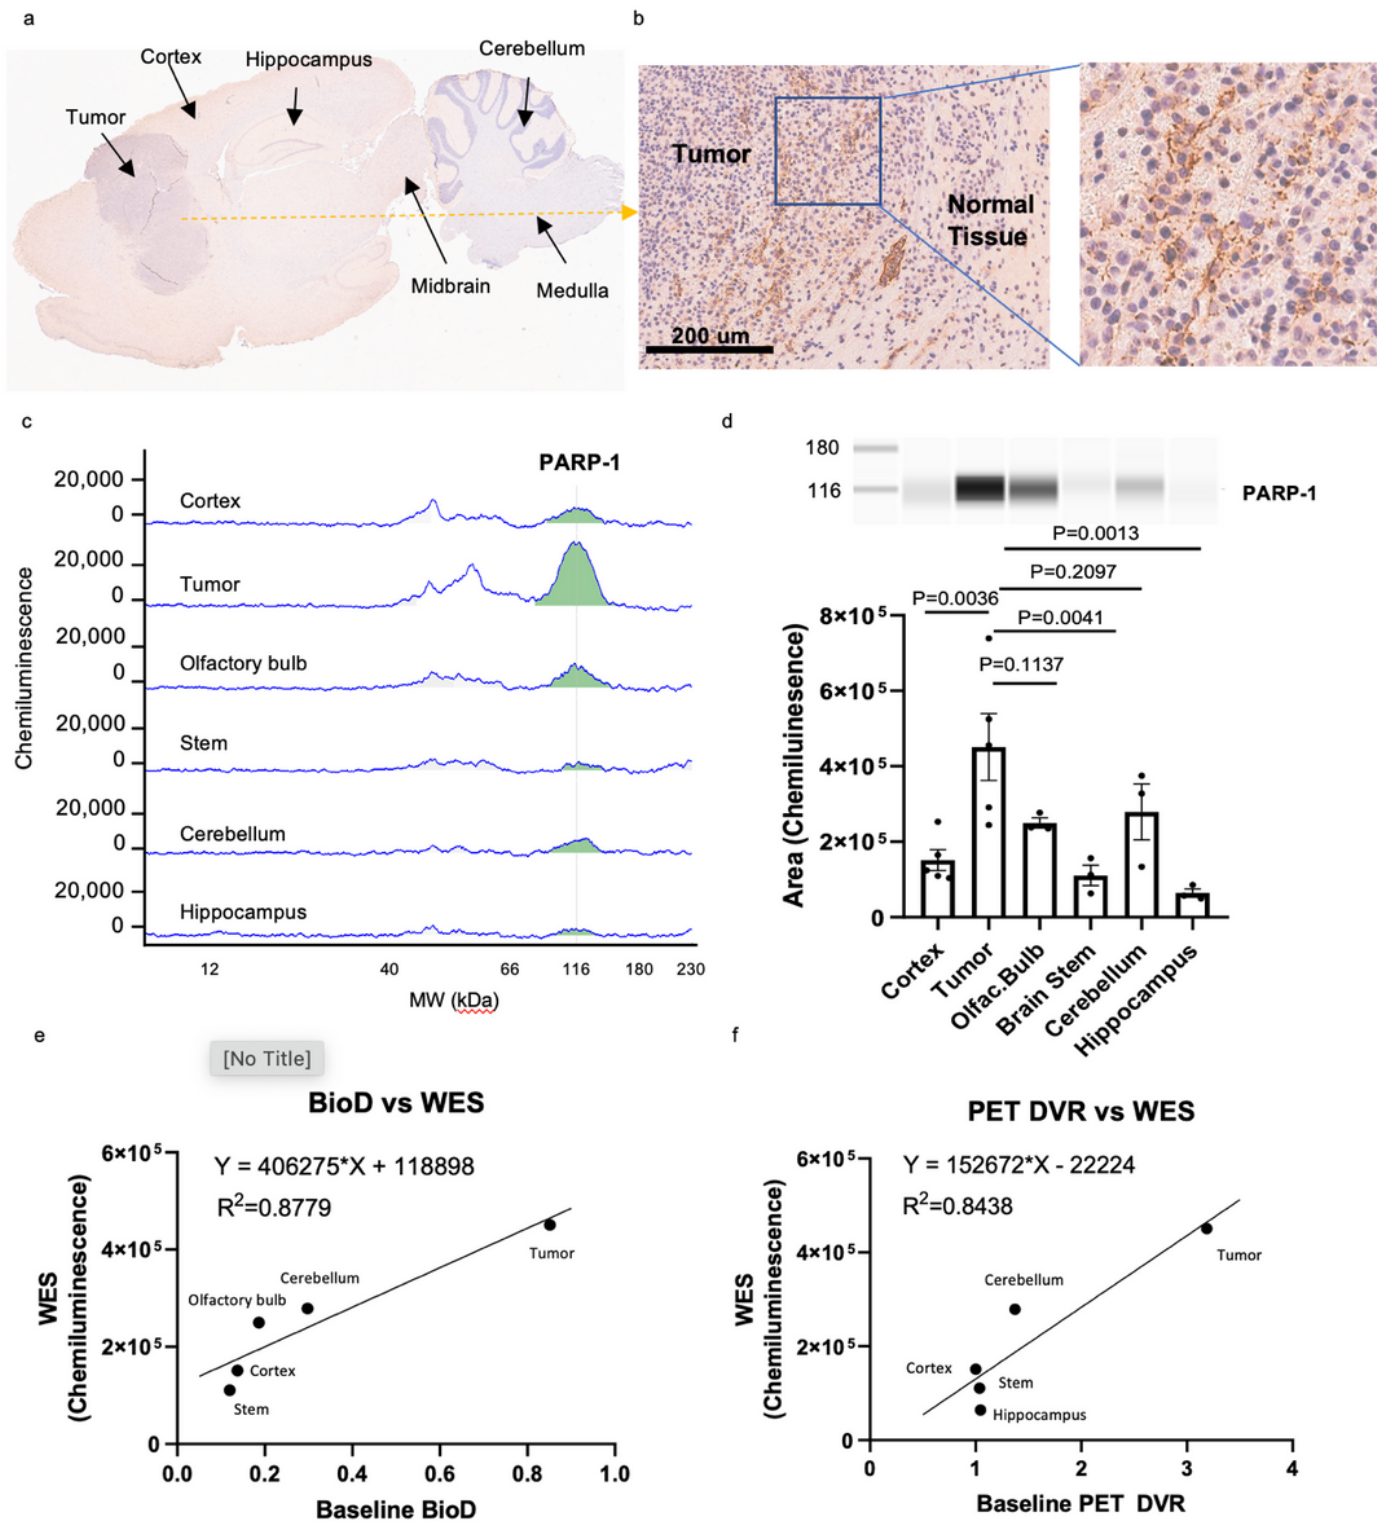 a
Cortex
Hippocampus
Cerebellum
Tumor
Midbrain
Medulla
b
Tumor
Normal
Tissue
200 um
c
PARP-1
Chemiluminescence
20,000
0
Cortex
20,000
0
Tumor
20,000
0
Olfactory bulb
20,000
0
Stem
20,000
0
Cerebellum
20,000
0
Hippocampus
12 40 66 116 180 230
MW (kDa)
d
180
116
PARP-1
P=0.0013
P=0.2097
P=0.0036
P=0.0041
P=0.1137
Area (Chemiluinesence)
8×10⁵
6×10⁵
4×10⁵
2×10⁵
0
Cortex
Tumor
Olfac.Bulb
Brain Stem
Cerebellum
Hippocampus
e
[No Title]
BioD vs WES
Y = 406275*X + 118898
R²=0.8779
WES
(Chemiluminescence)
6×10⁵
4×10⁵
2×10⁵
0
Tumor
Cerebellum
Olfactory bulb
Cortex
Stem
0.0 0.2 0.4 0.6 0.8 1.0
Baseline BioD
f
PET DVR vs WES
Y = 152672*X - 22224
R²=0.8438
WES
(Chemiluminescence)
6×10⁵
4×10⁵
2×10⁵
0
Tumor
Cerebellum
Cortex
Stem
Hippocampus
0 1 2 3 4
Baseline PET DVR